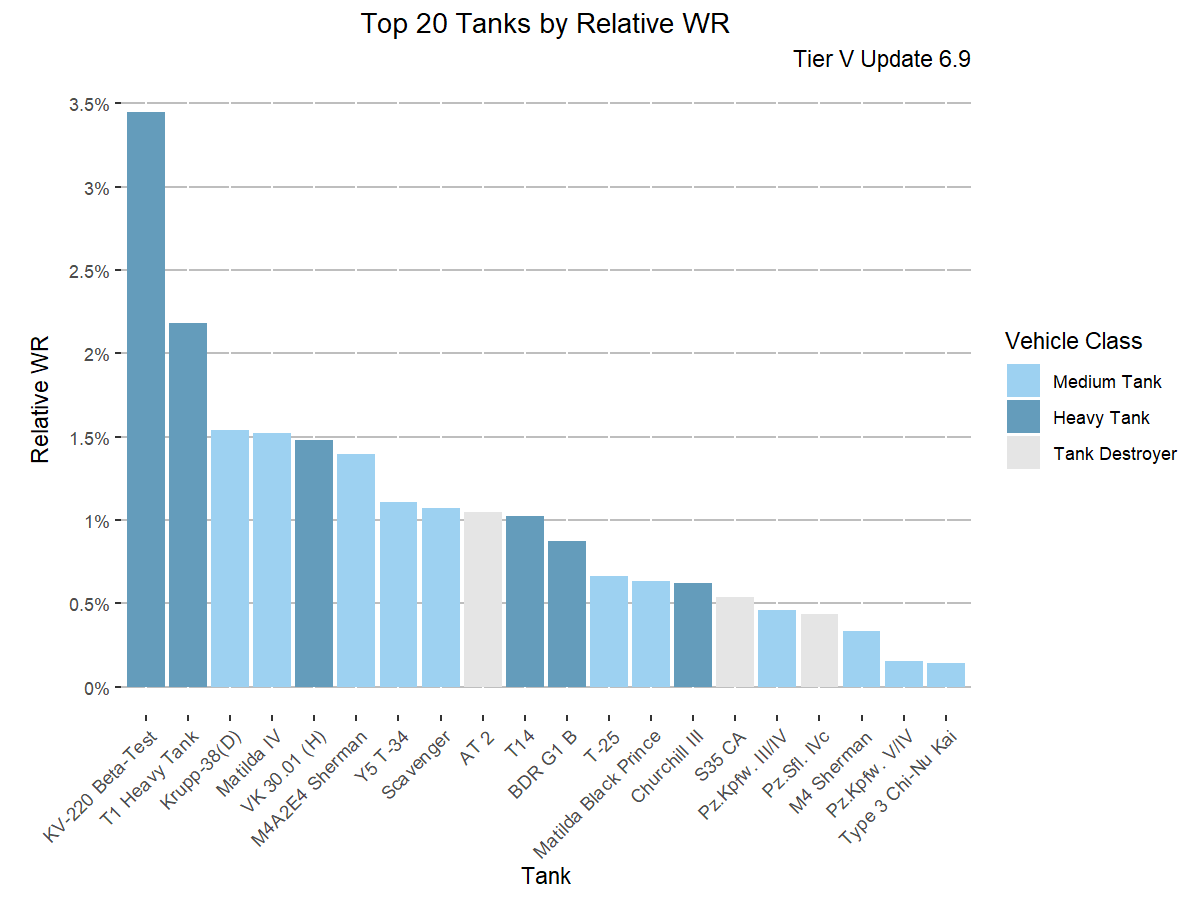 Top 20 Tanks by Relative WR
Tier V Update 6.9
3.5%
3%
2.5%
2%
1.5%
1%
0.5%
0%
Relative WR
KV-220 Beta-Test
T1 Heavy Tank
Krupp-38(D)
Matilda IV
VK 30.01 (H)
M4A2E4 Sherman
Y5 T-34
Scavenger
AT 2
T14
BDR G1 B
T-25
Matilda Black Prince
Churchill III
S35 CA
Pz.Kpfw. III/IV
Pz.Sfl. IVc
M4 Sherman
Pz.Kpfw. V/IV
Type 3 Chi-Nu Kai
Tank
Vehicle Class
Medium Tank
Heavy Tank
Tank Destroyer